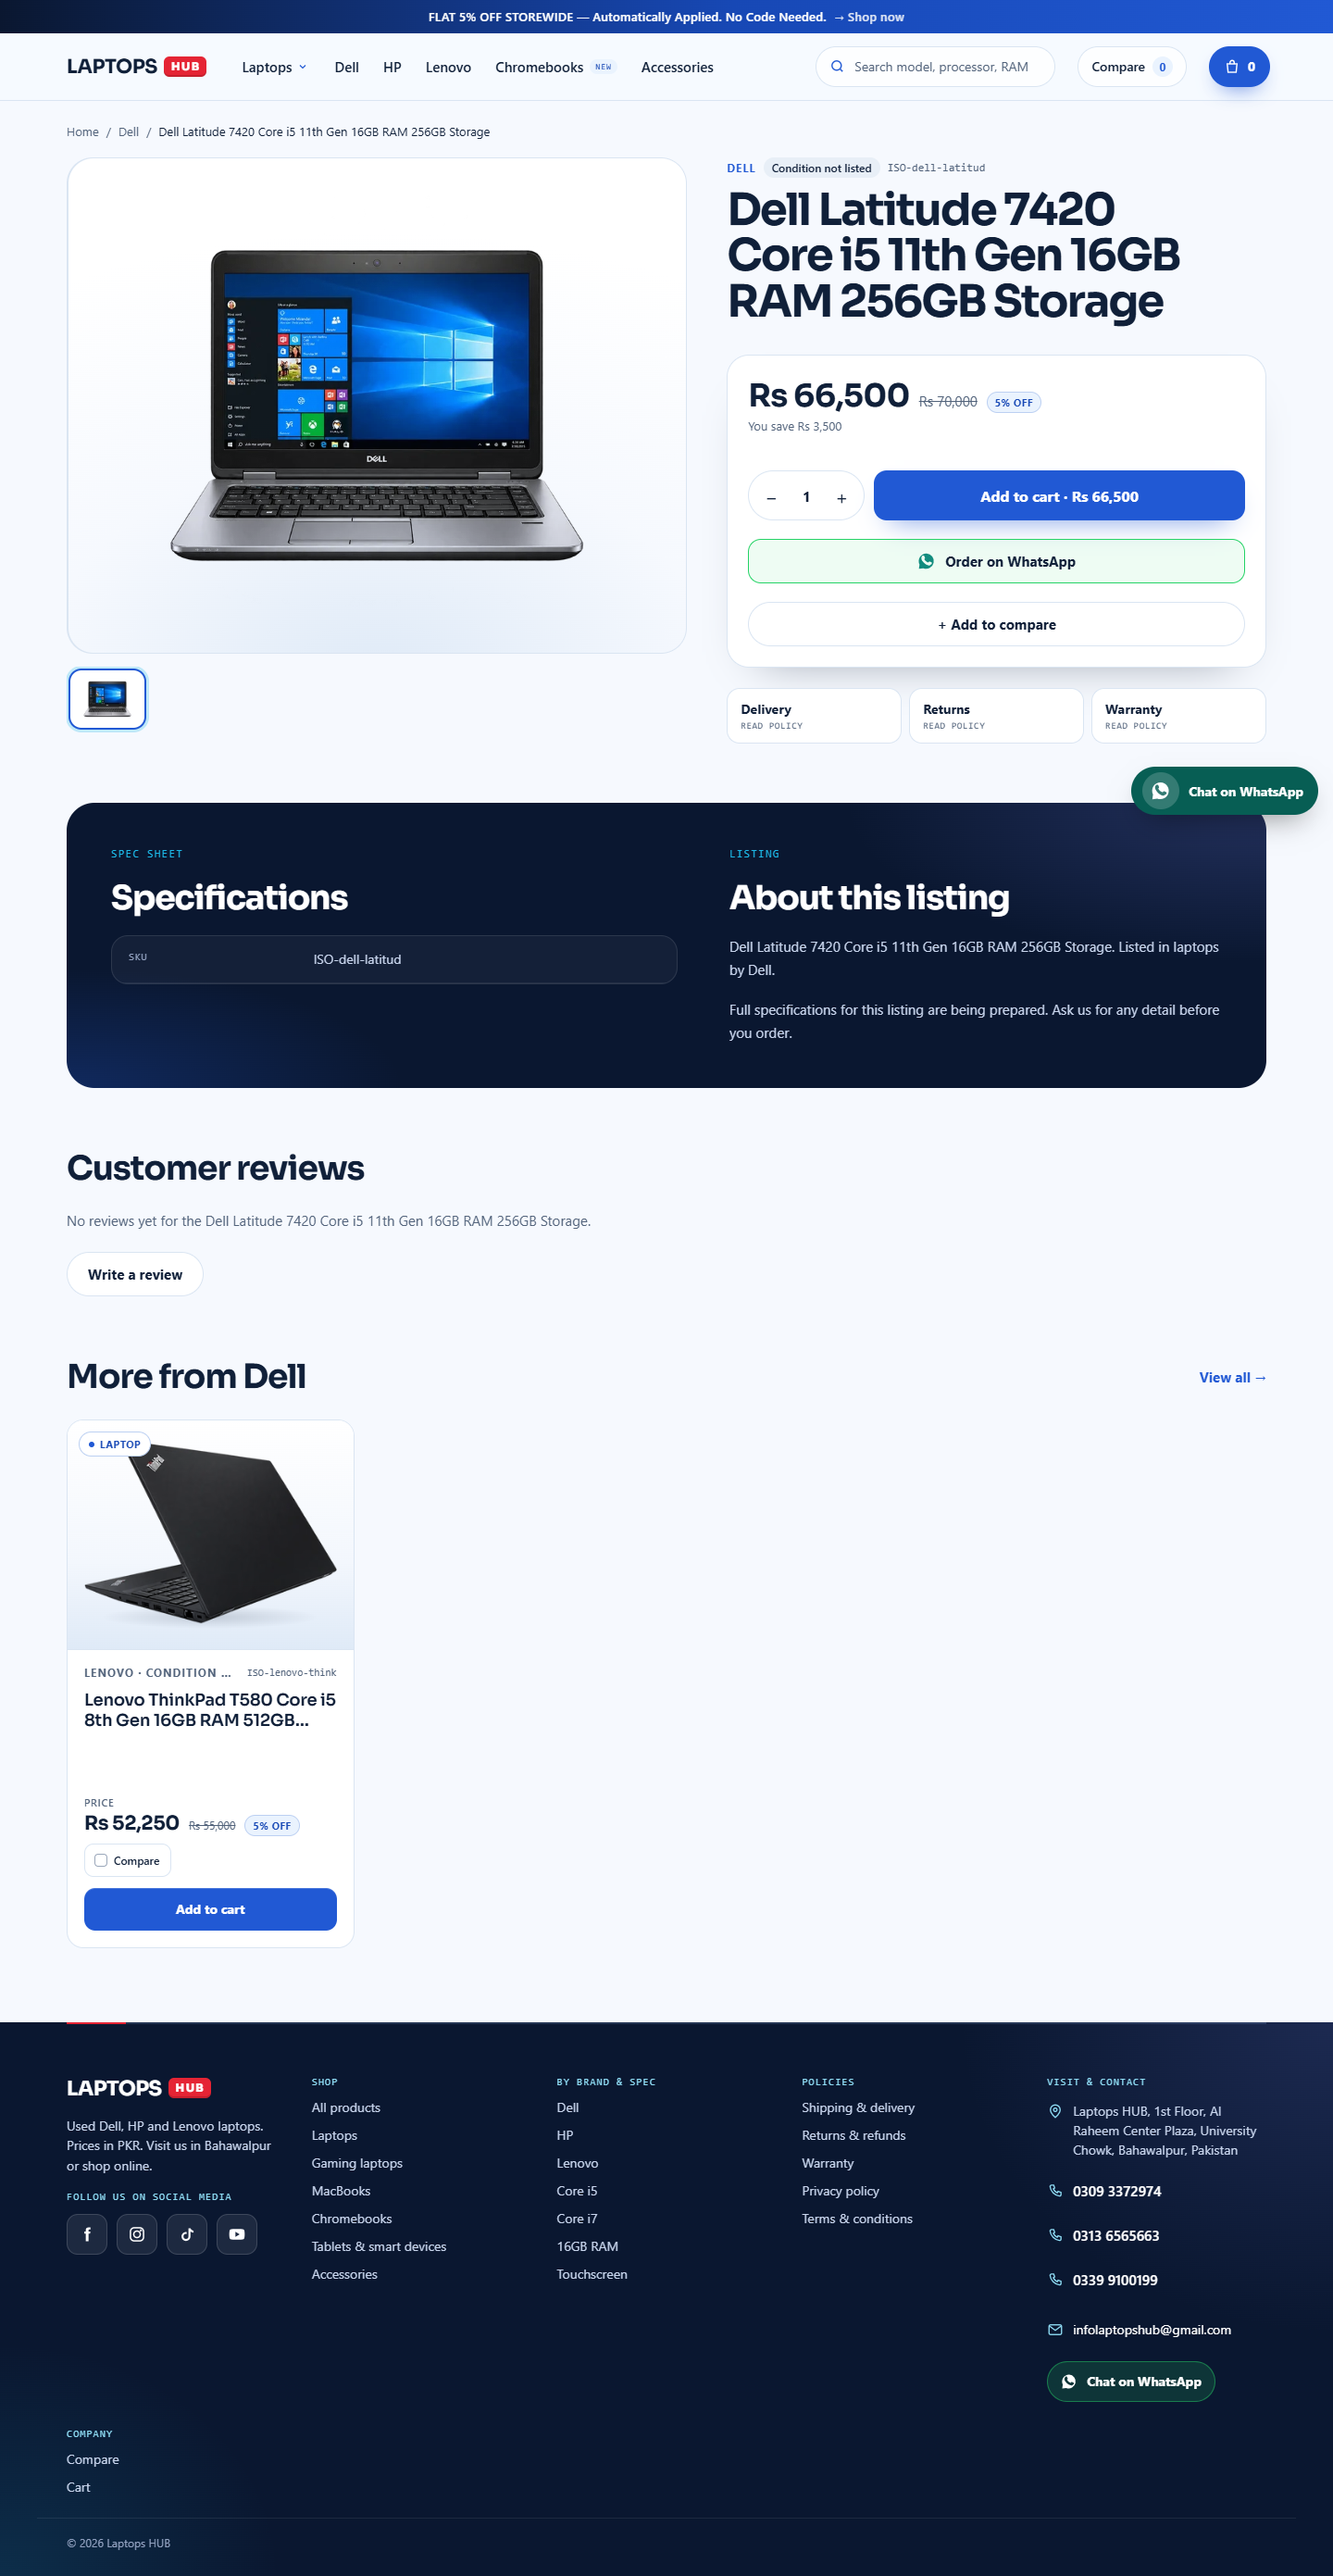 FLAT 5% OFF STOREWIDE — Automatically Applied. No Code Needed. → Shop now
LAPTOPS HUB
Laptops Dell HP Lenovo Chromebooks NEW Accessories
Search model, processor, RAM
Compare 0
0
Home / Dell / Dell Latitude 7420 Core i5 11th Gen 16GB RAM 256GB Storage
DELL
DELL Condition not listed ISO-dell-latitud
Dell Latitude 7420
Core i5 11th Gen 16GB
RAM 256GB Storage
Rs 66,500 Rs 70,000 5% OFF
You save Rs 3,500
− 1 +
Add to cart · Rs 66,500
Order on WhatsApp
+ Add to compare
Delivery
READ POLICY
Returns
READ POLICY
Warranty
READ POLICY
Chat on WhatsApp
SPEC SHEET
Specifications
SKU ISO-dell-latitud
LISTING
About this listing
Dell Latitude 7420 Core i5 11th Gen 16GB RAM 256GB Storage. Listed in laptops
by Dell.
Full specifications for this listing are being prepared. Ask us for any detail before
you order.
Customer reviews
No reviews yet for the Dell Latitude 7420 Core i5 11th Gen 16GB RAM 256GB Storage.
Write a review
More from Dell
View all →
LAPTOP
ThinkPad
LENOVO · CONDITION ... ISO-lenovo-think
Lenovo ThinkPad T580 Core i5
8th Gen 16GB RAM 512GB...
PRICE
Rs 52,250 Rs 55,000 5% OFF
Compare
Add to cart
LAPTOPS HUB
Used Dell, HP and Lenovo laptops.
Prices in PKR. Visit us in Bahawalpur
or shop online.
FOLLOW US ON SOCIAL MEDIA
SHOP
All products
Laptops
Gaming laptops
MacBooks
Chromebooks
Tablets & smart devices
Accessories
BY BRAND & SPEC
Dell
HP
Lenovo
Core i5
Core i7
16GB RAM
Touchscreen
POLICIES
Shipping & delivery
Returns & refunds
Warranty
Privacy policy
Terms & conditions
VISIT & CONTACT
Laptops HUB, 1st Floor, Al
Raheem Center Plaza, University
Chowk, Bahawalpur, Pakistan
0309 3372974
0313 6565663
0339 9100199
infolaptopshub@gmail.com
Chat on WhatsApp
COMPANY
Compare
Cart
© 2026 Laptops HUB